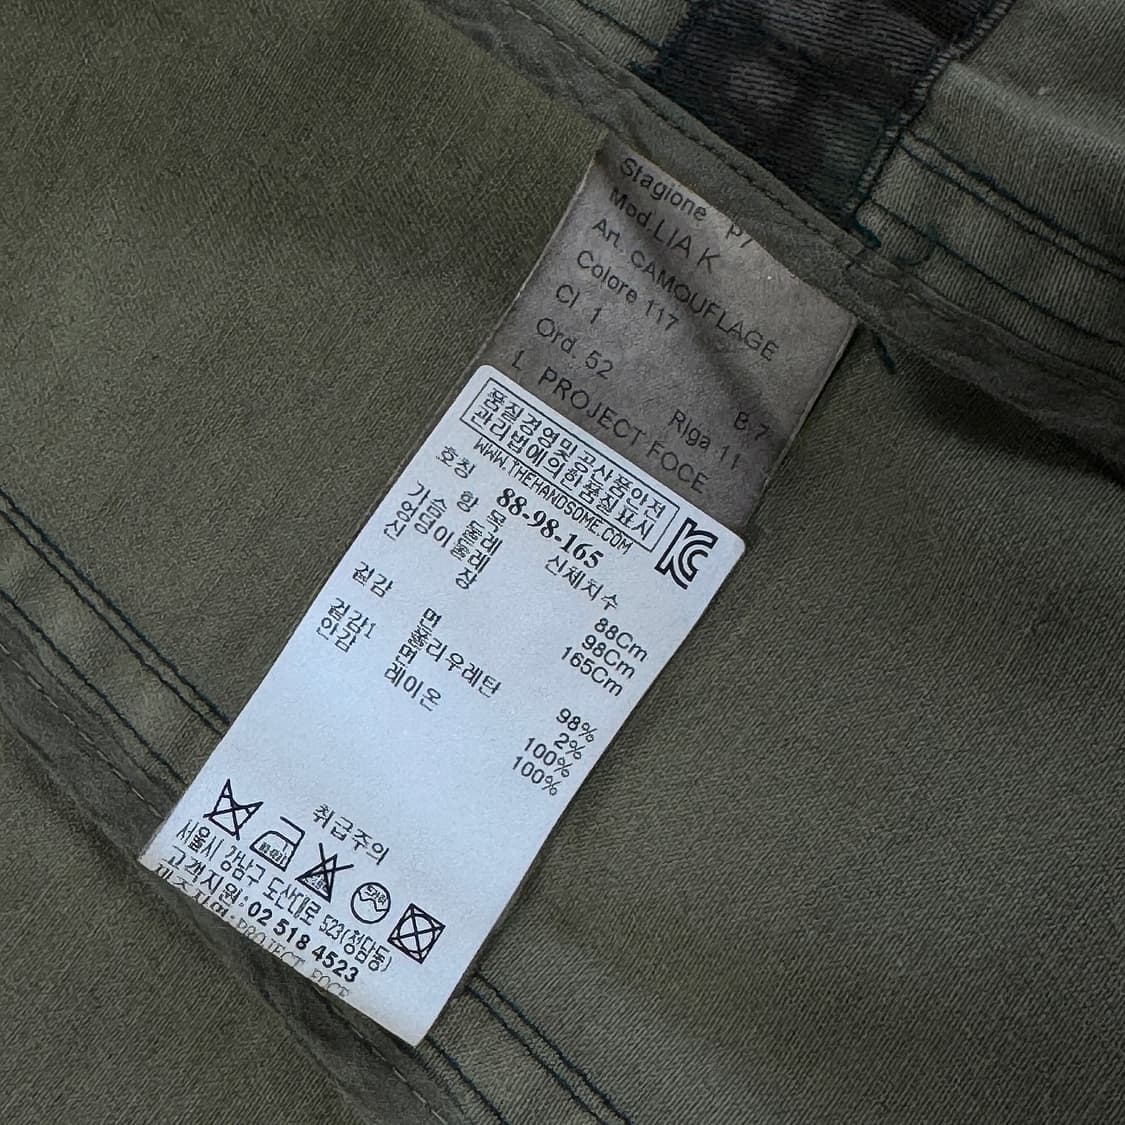 Stagione P7
Mod. LIA K
Art. CAMOUFLAGE
Colore 117
Cl 1 B 7
Ord. 52 Riga 11
L PROJECT FOCE
품질경영및공산품안전
관리법에의한품질표시
WWW.THEHANDSOME.COM
호칭 88-98-165
항목 신체치수
가슴둘레 88Cm
엉덩이둘레 98Cm
신장 165Cm
겉감 면 98%
폴리우레탄 2%
겉감1 면 100%
안감 레이온 100%
취급주의
서울시 강남구 도산대로 523(청담동)
고객지원: 02 518 4523
PROJECT FOCE